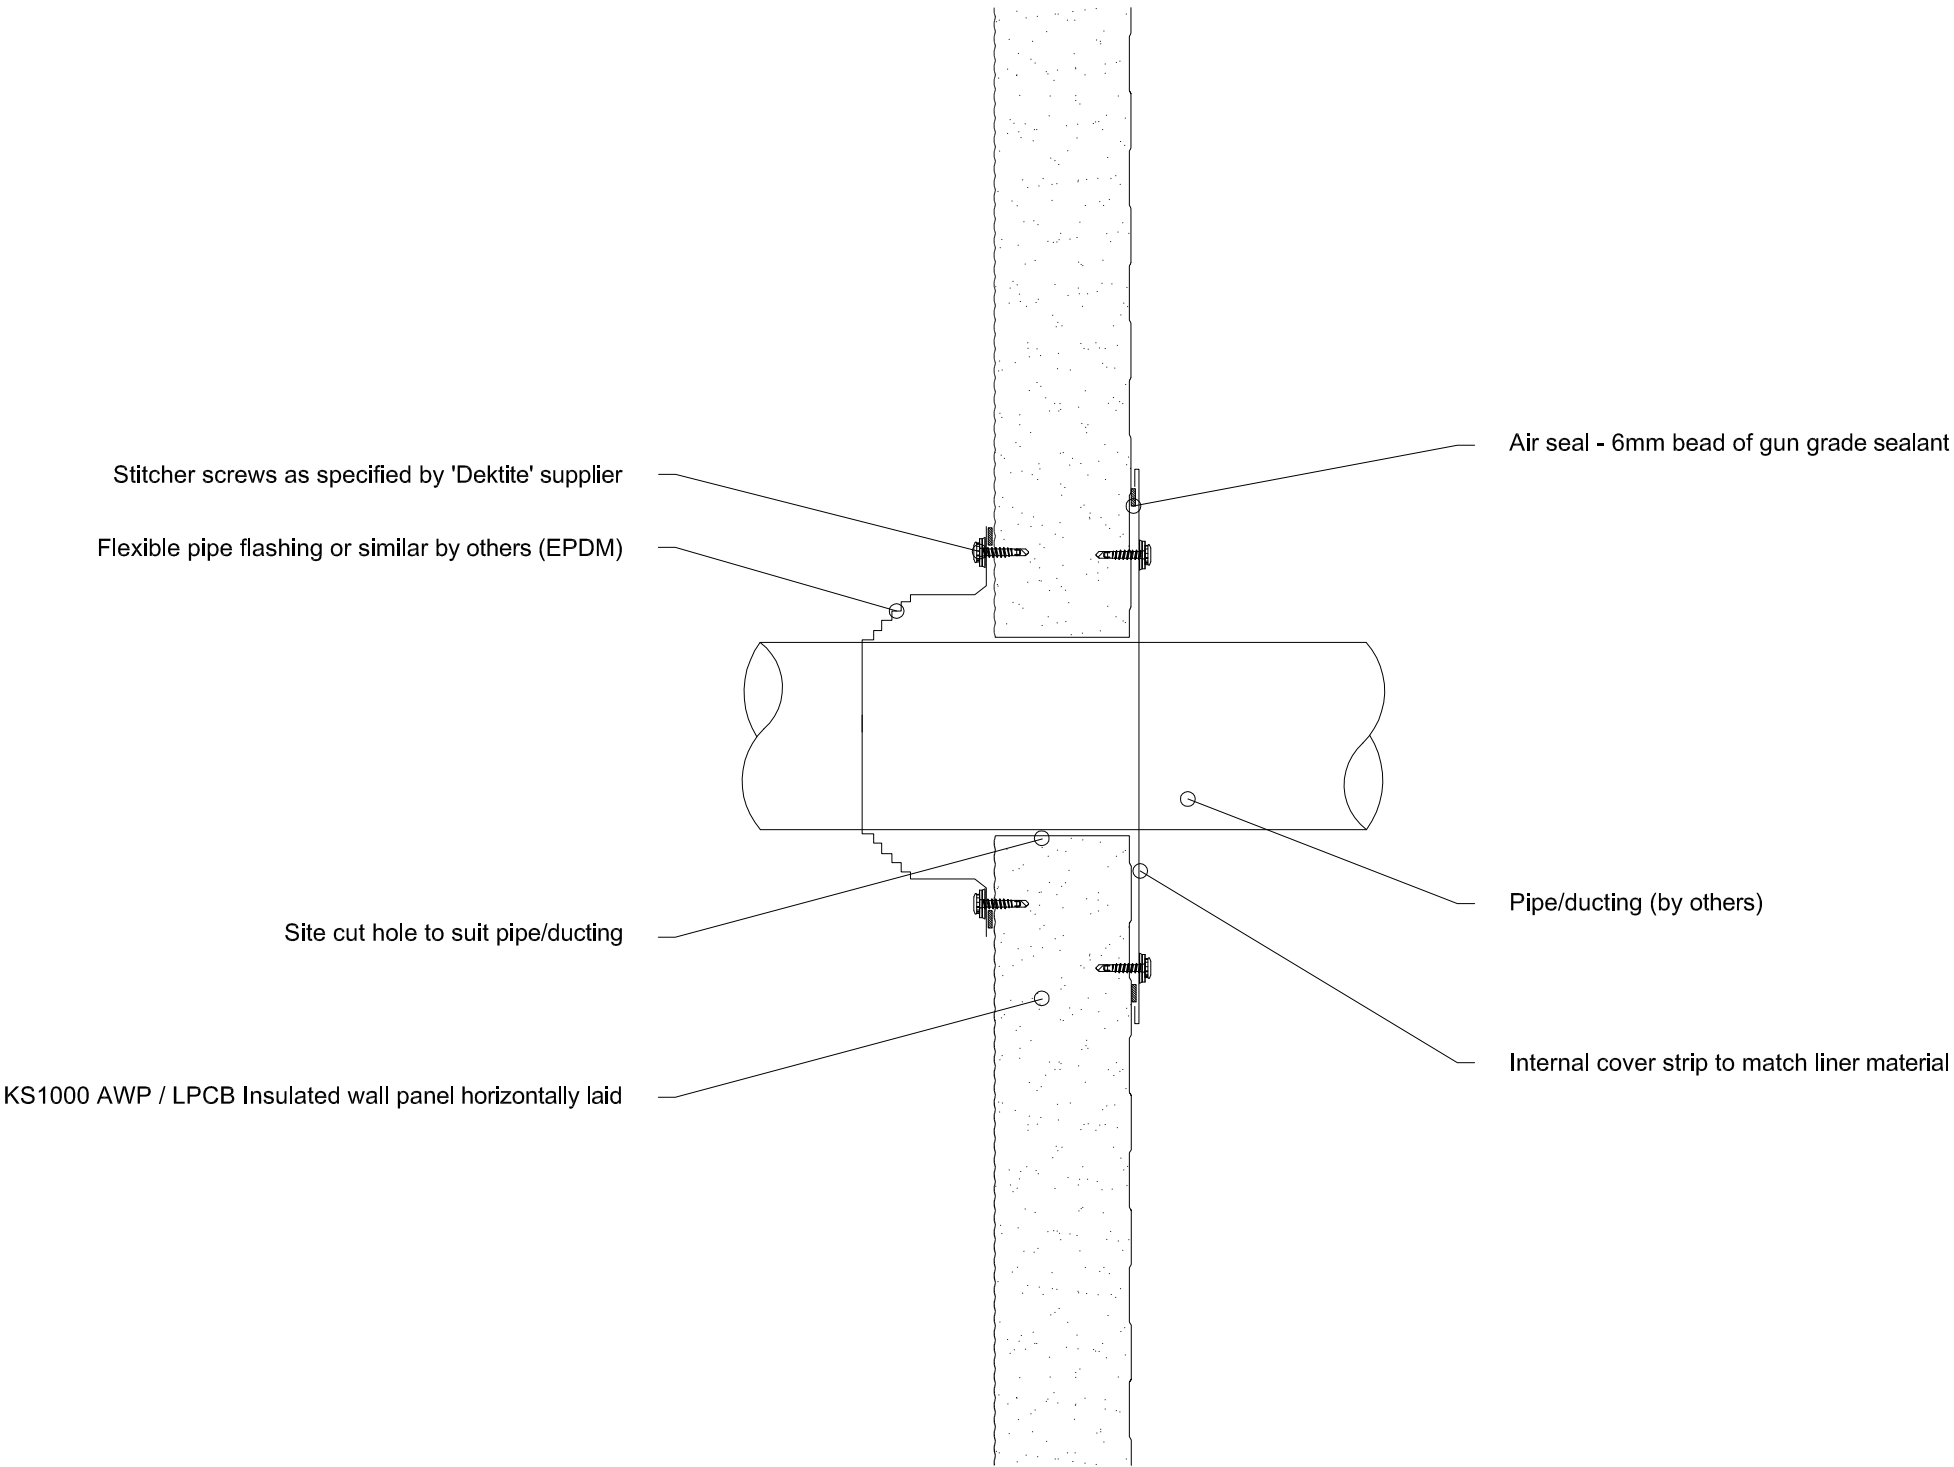 Stitcher screws as specified by 'Dektite' supplier
Flexible pipe flashing or similar by others (EPDM)
Site cut hole to suit pipe/ducting
KS1000 AWP / LPCB Insulated wall panel horizontally laid
Air seal - 6mm bead of gun grade sealant
Pipe/ducting (by others)
Internal cover strip to match liner material